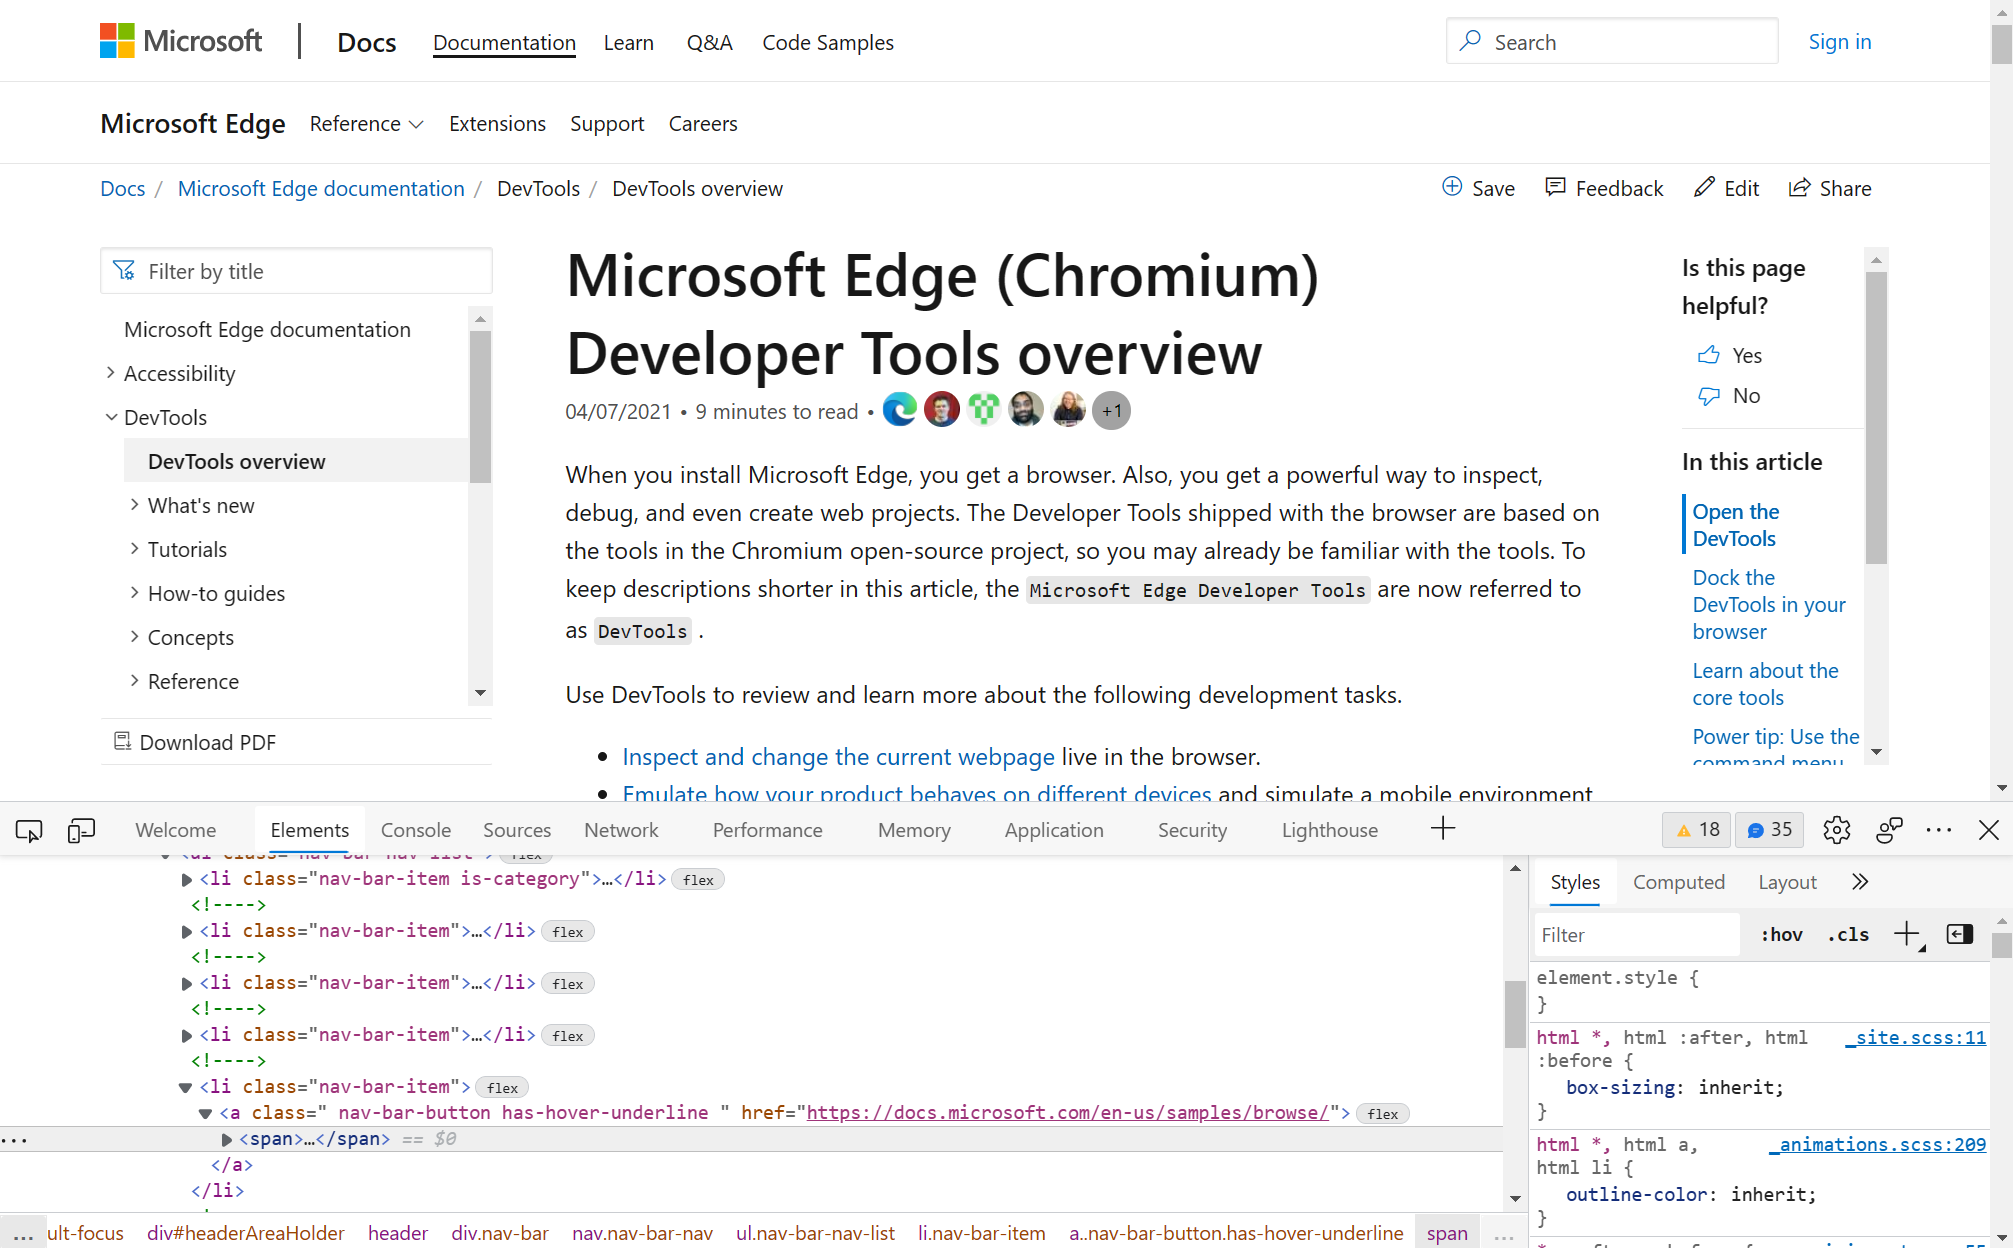 Microsoft Docs Documentation Learn Q&A Code Samples Search Sign in
Microsoft Edge Reference Extensions Support Careers
Docs / Microsoft Edge documentation / DevTools / DevTools overview Save Feedback Edit Share
Filter by title
Microsoft Edge documentation
Accessibility
DevTools
DevTools overview
What's new
Tutorials
How-to guides
Concepts
Reference
Download PDF
Microsoft Edge (Chromium)
Developer Tools overview
04/07/2021 • 9 minutes to read • +1
When you install Microsoft Edge, you get a browser. Also, you get a powerful way to inspect,
debug, and even create web projects. The Developer Tools shipped with the browser are based on
the tools in the Chromium open-source project, so you may already be familiar with the tools. To
keep descriptions shorter in this article, the Microsoft Edge Developer Tools are now referred to
as DevTools .
Use DevTools to review and learn more about the following development tasks.
• Inspect and change the current webpage live in the browser.
• Emulate how your product behaves on different devices and simulate a mobile environment
Is this page
helpful?
Yes
No
In this article
Open the
DevTools
Dock the
DevTools in your
browser
Learn about the
core tools
Power tip: Use the
command menu
Welcome Elements Console Sources Network Performance Memory Application Security Lighthouse 18 35
<ul class="nav-bar-nav-list"> flex
<li class="nav-bar-item is-category">…</li> flex
<!---->
<li class="nav-bar-item">…</li> flex
<!---->
<li class="nav-bar-item">…</li> flex
<!---->
<li class="nav-bar-item">…</li> flex
<!---->
<li class="nav-bar-item"> flex
<a class=" nav-bar-button has-hover-underline " href="https://docs.microsoft.com/en-us/samples/browse/"> flex
... <span>…</span> == $0
</a>
</li>
... ult-focus div#headerAreaHolder header div.nav-bar nav.nav-bar-nav ul.nav-bar-nav-list li.nav-bar-item a..nav-bar-button.has-hover-underline span ...
Styles Computed Layout
Filter :hov .cls
element.style {
}
html *, html :after, html _site.scss:11
:before {
box-sizing: inherit;
}
html *, html a, _animations.scss:209
html li {
outline-color: inherit;
}